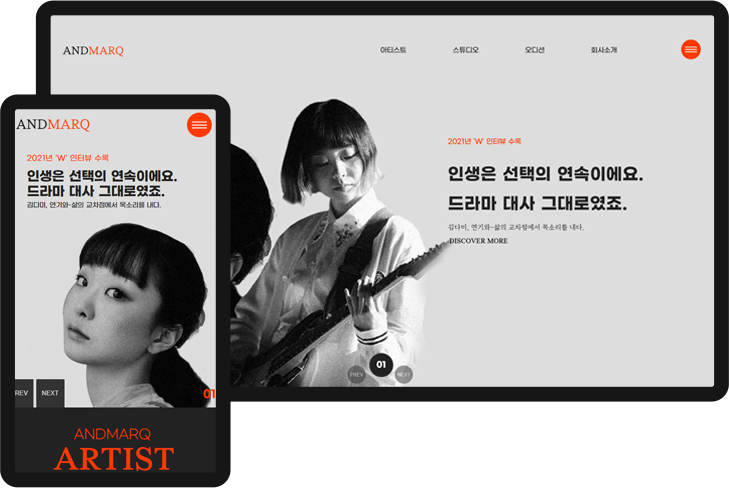 ANDMARQ
아티스트 스튜디오 오디션 회사소개
2021년 'W' 인터뷰 수록
인생은 선택의 연속이에요.
드라마 대사 그대로였죠.
김다미, 연기와-삶의 교차점에서 목소리를 내다.
DISCOVER MORE
PREV 01 NEXT
ANDMARQ
2021년 'W' 인터뷰 수록
인생은 선택의 연속이에요.
드라마 대사 그대로였죠.
김다미, 연기와-삶의 교차점에서 목소리를 내다.
REV NEXT 01
ANDMARQ
ARTIST